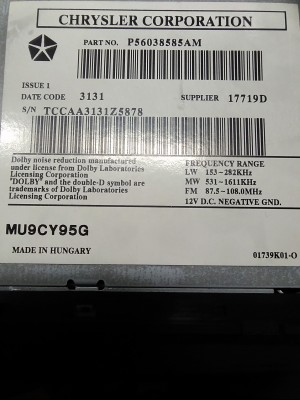 CHRYSLER CORPORATION
PART NO. P56038585AM
ISSUE 1
DATE CODE 3131 SUPPLIER 17719D
S/N TCCAA3131Z5878
Dolby noise reduction manufactured
under license from Dolby Laboratories
Licensing Corporation
"DOLBY" and the double-D symbol are
trademarks of Dolby Laboratories
Licensing Corporation
FREQUENCY RANGE
LW 153-282KHz
MW 531-1611KHz
FM 87.5-108.0MHz
12V D.C. NEGATIVE GND.
MU9CY95G
MADE IN HUNGARY 01739K01-O